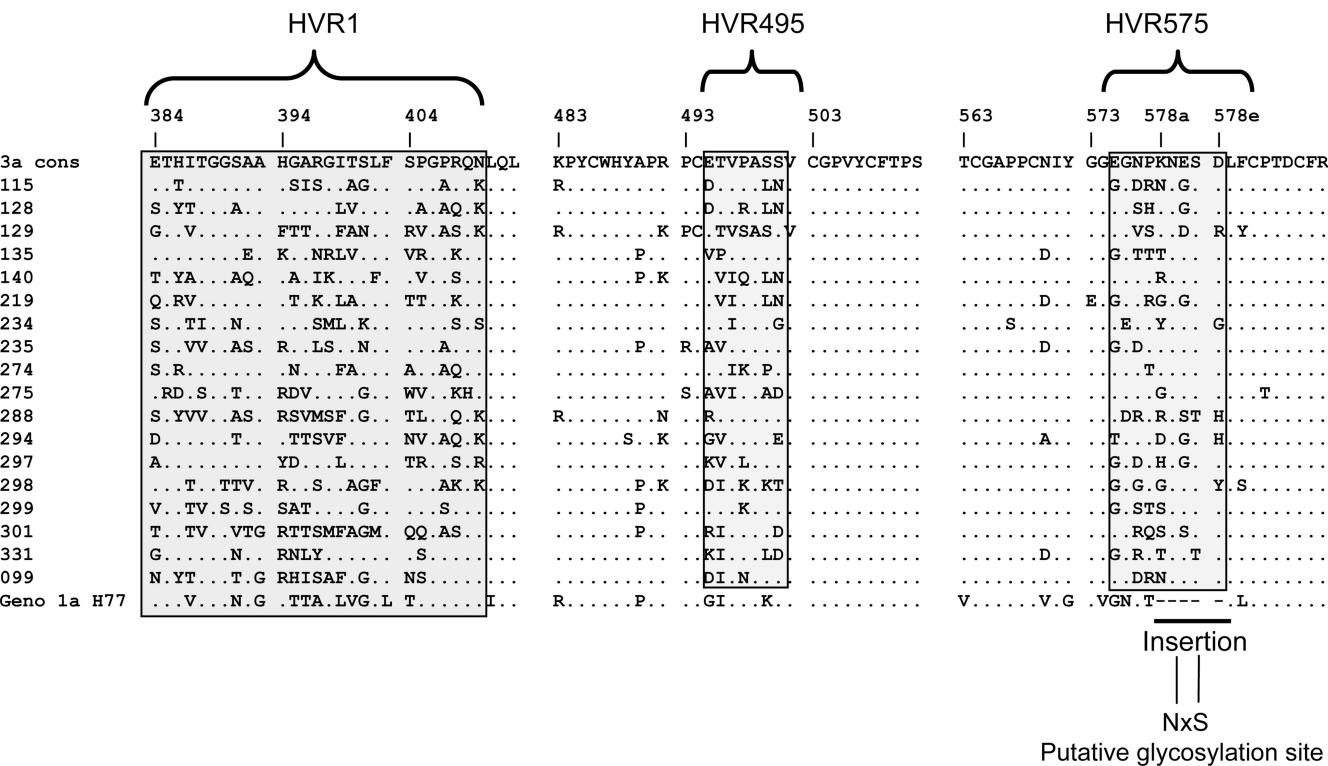 HVR1 HVR495 HVR575
384 394 404 483 493 503 563 573 578a 578e
3a cons ETHITGGSAA HGARGITSLF SPGPRQNLQL KPYCWHYAPR PCETVPASSV CGPVYCFTPS TCGAPPCNIY GGEGNPKNES DLFCPTDCFR
115 ..T....... .SIS..AG.. ...A..K... R......... ..D....LN. .......... .......... ..G.DRN.G. ..........
128 S.YT...A.. .....LV... .A.AQ.K... .......... ..D..R.LN. .......... .......... ....SH..G. ..........
129 G..V...... FTT..FAN.. RV.AS.K... R........K PC.TVSAS.V .......... .......... ....VS..D. R.Y.......
135 ........E. K..NRLV... VR..K..... .......P.. ..VP...... .......... .......D.. ..G.TTT... ..........
140 T.YA...AQ. .A.IK...F. .V..S..... .......P.K ...VIQ.LN. .......... .......... ......R... ..........
219 Q.RV...... .T.K.LA... TT..K..... .......... ...VI..LN. .......... .......D.. E.G..RG.G. ..........
234 S..TI..N.. ...SML.K.. ....S.S... .......... ....I...G. .......... ....S..... ...E..Y... G.........
235 S..VV..AS. R..LS..N.. ...A...... .......P.. R.AV...... .......... .......D.. ..G.D..... ..........
274 S.R....... .N...FA... A..AQ..... .......... ....IK.P.. .......... .......... .....T.... ..........
275 .RD.S..T.. RDV....G.. WV..KH.... .......... S.AVI..AD. .......... .......... ......G... ....T.....
288 S.YVV..AS. RSVMSF.G.. TL..Q.K... R........N ..R....... .......... .......... ...DR.R.ST H.........
294 D......T.. .TTSVF.... NV.AQ.K... ......S..K ..GV....E. .......... .......A.. ..T...D.G. H.........
297 A......... YD...L.... TR..S.R... .......... ..KV.L.... .......... .......... ..G.D.H.G. ..........
298 ...T..TTV. R..S..AGF. ...AK.K... .......P.K ..DI.K.KT. .......... .......... ..G.G.G... Y.S.......
299 V..TV.S.S. SAT....G.. ...S...... .......P.. .....K.... .......... .......... ..G.STS... ..........
301 T..TV..VTG RTTSMFAGM. QQ.AS..... .......P.. ..RI....D. .......... .......... ....RQS.S. ..........
331 G......N.. RNLY...... .S........ .......... ..KI...LD. .......... .......D.. ..G.R.T..T ..........
099 N.YT...T.G RHISAF.G.. NS........ .......... ..DI.N.... .......... .......... ....DRN... ..........
Geno 1a H77 ...V...N.G .TTA.LVG.L T......I.. R......P.. ..GI...K.. .......... V......V.G .VGN.T---- -.L.......
Insertion
NxS
Putative glycosylation site